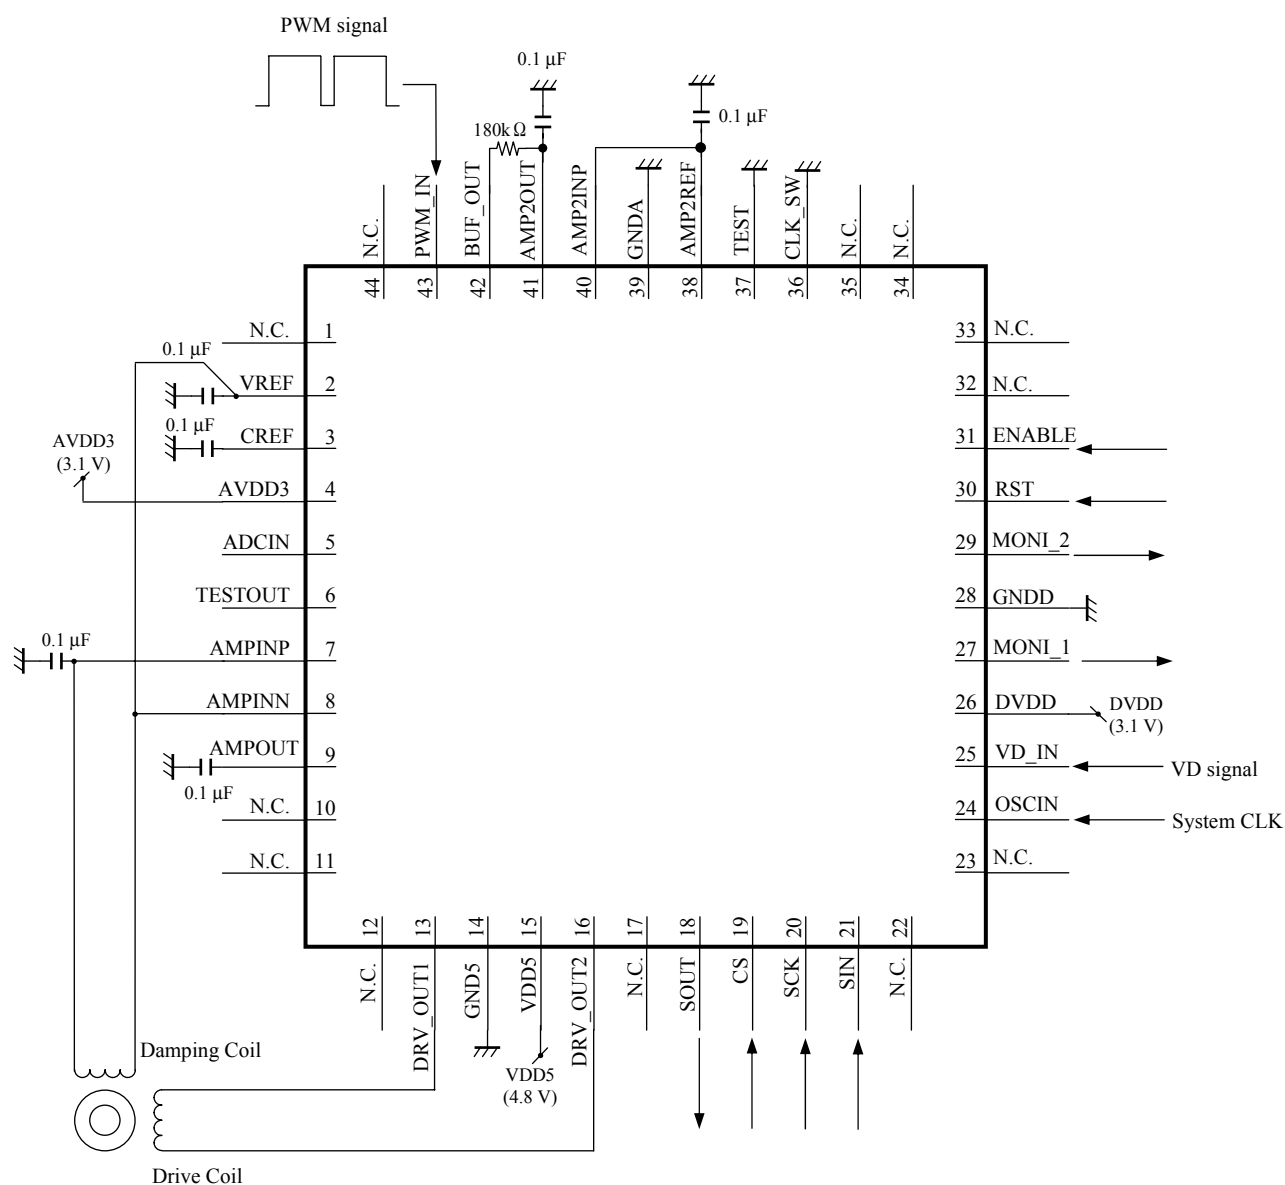 PWM signal
0.1 μF
0.1 μF
180kΩ
N.C.
PWM_IN
BUF_OUT
AMP2OUT
AMP2INP
GNDA
AMP2REF
TEST
CLK_SW
N.C.
N.C.
44
43
42
41
40
39
38
37
36
35
34
N.C.
1
0.1 μF
VREF
2
0.1 μF
CREF
3
AVDD3
(3.1 V)
AVDD3
4
ADCIN
5
TESTOUT
6
0.1 μF
AMPINP
7
AMPINN
8
AMPOUT
9
0.1 μF
N.C.
10
N.C.
11
33
N.C.
32
N.C.
31
ENABLE
30
RST
29
MONI_2
28
GNDD
27
MONI_1
26
DVDD
DVDD
(3.1 V)
25
VD_IN
VD signal
24
OSCIN
System CLK
23
N.C.
12
13
14
15
16
17
18
19
20
21
22
N.C.
DRV_OUT1
GND5
VDD5
DRV_OUT2
N.C.
SOUT
CS
SCK
SIN
N.C.
VDD5
(4.8 V)
Damping Coil
Drive Coil